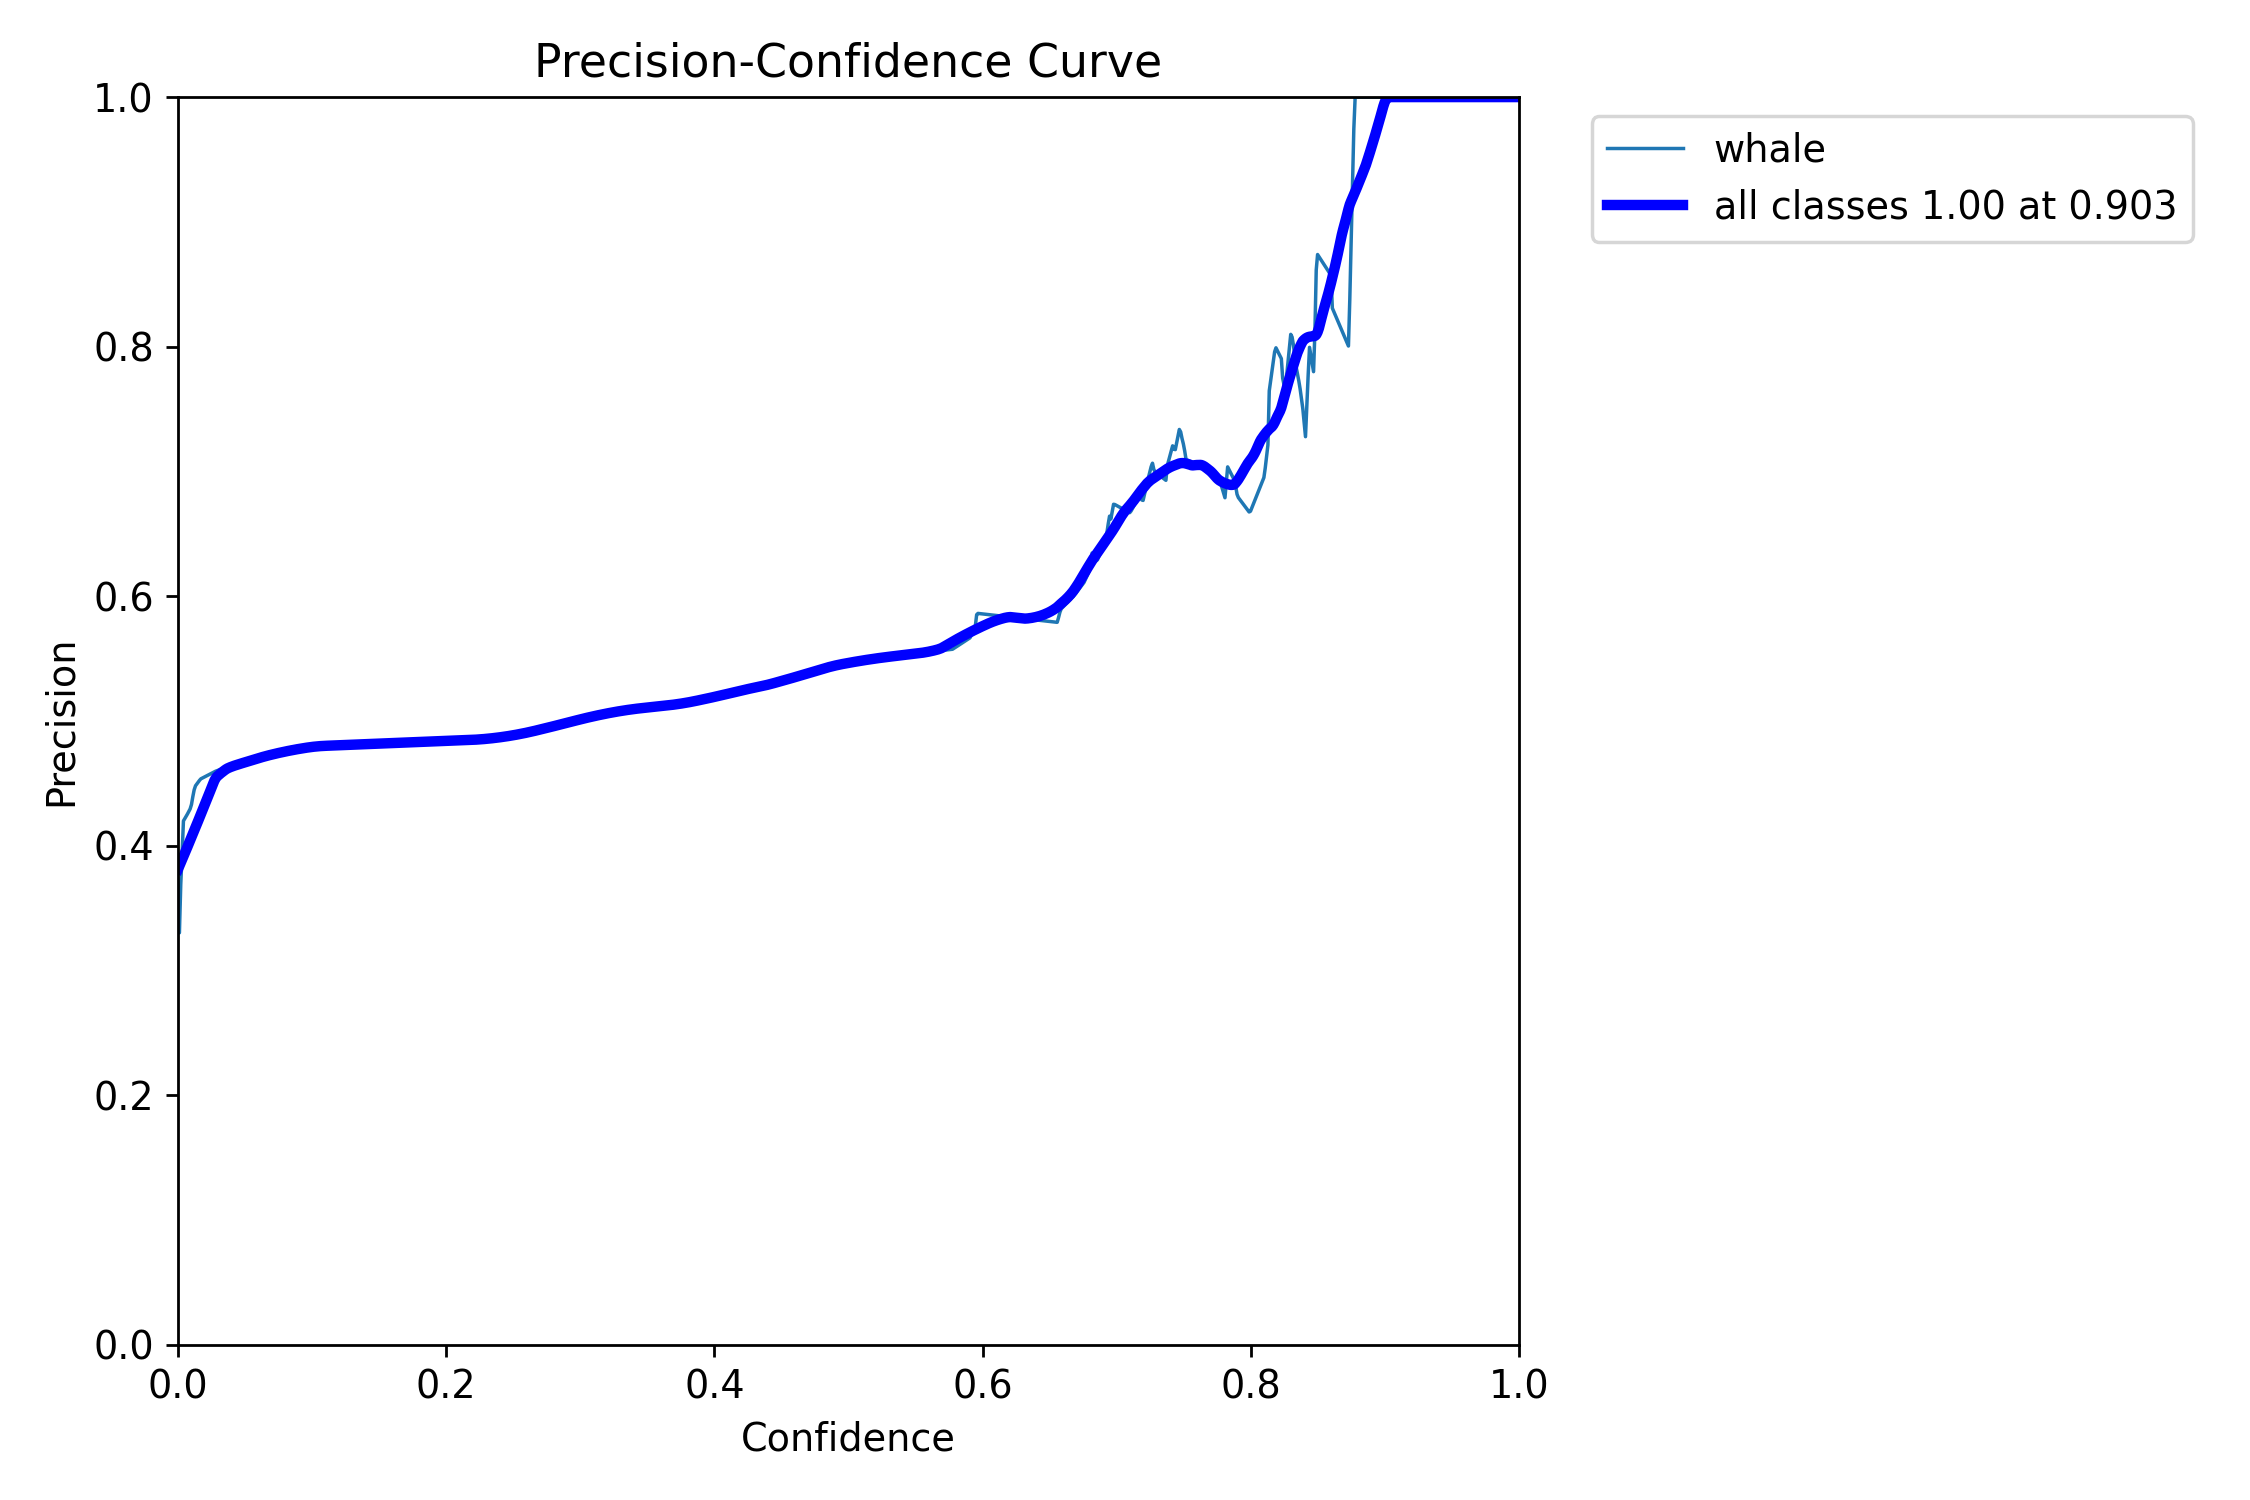 Precision-Confidence Curve
whale
all classes 1.00 at 0.903
1.0
0.8
0.6
0.4
0.2
0.0
Precision
0.0 0.2 0.4 0.6 0.8 1.0
Confidence